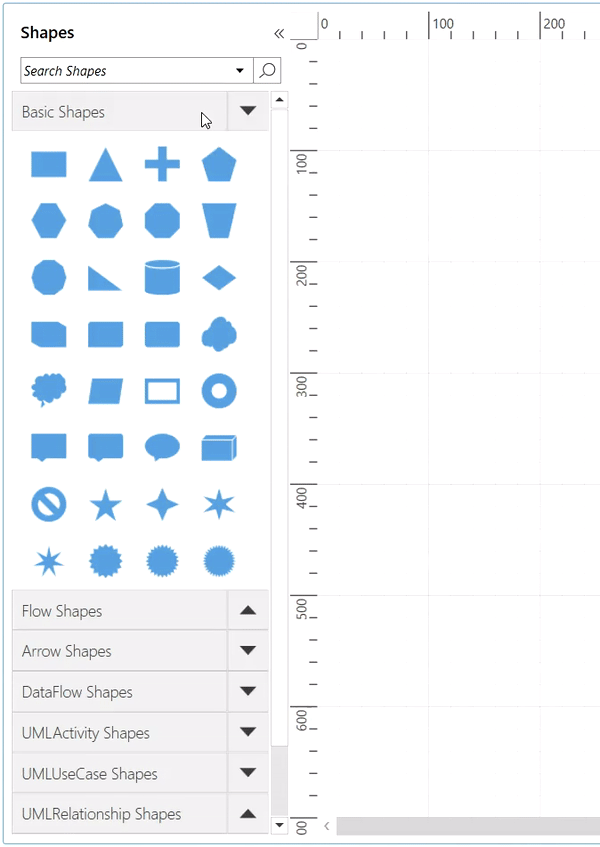 Shapes
«
0 100 200
Search Shapes
0
Basic Shapes
100
200
300
400
500
Flow Shapes
Arrow Shapes
DataFlow Shapes
600
UMLActivity Shapes
UMLUseCase Shapes
UMLRelationship Shapes
00